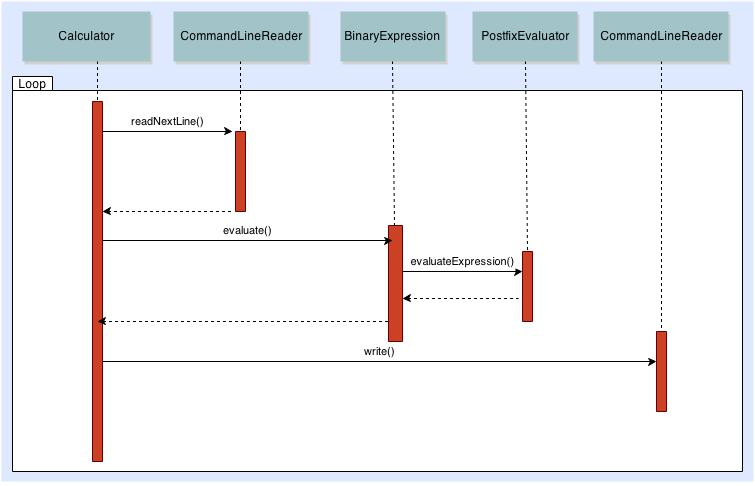 Calculator
CommandLineReader
BinaryExpression
PostfixEvaluator
CommandLineReader
Loop
readNextLine()
evaluate()
evaluateExpression()
write()